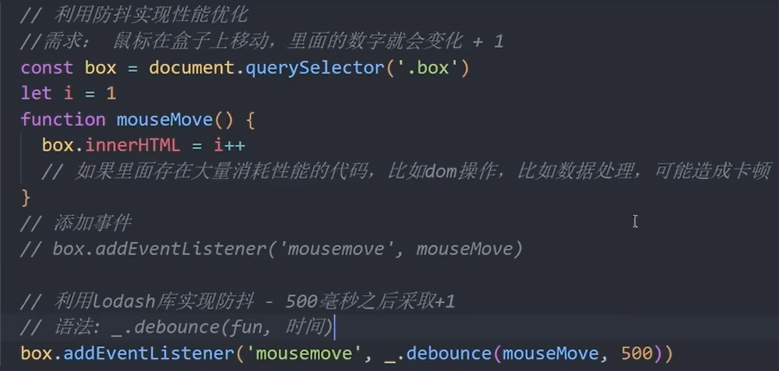 // 利用防抖实现性能优化
//需求： 鼠标在盒子上移动，里面的数字就会变化 + 1
const box = document.querySelector('.box')
let i = 1
function mouseMove() {
box.innerHTML = i++
// 如果里面存在大量消耗性能的代码，比如dom操作，比如数据处理，可能造成卡顿
}
// 添加事件
// box.addEventListener('mousemove', mouseMove)
// 利用lodash库实现防抖 - 500毫秒之后采取+1
// 语法: _.debounce(fun, 时间)
box.addEventListener('mousemove', _.debounce(mouseMove, 500))